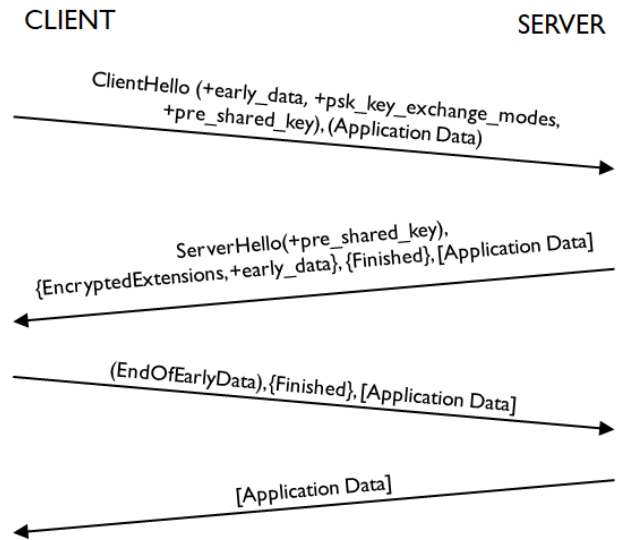 CLIENT
SERVER
ClientHello (+early_data, +psk_key_exchange_modes,
+pre_shared_key), (Application Data)
ServerHello(+pre_shared_key),
{EncryptedExtensions,+early_data}, {Finished}, [Application Data]
(EndOfEarlyData),{Finished}, [Application Data]
[Application Data]